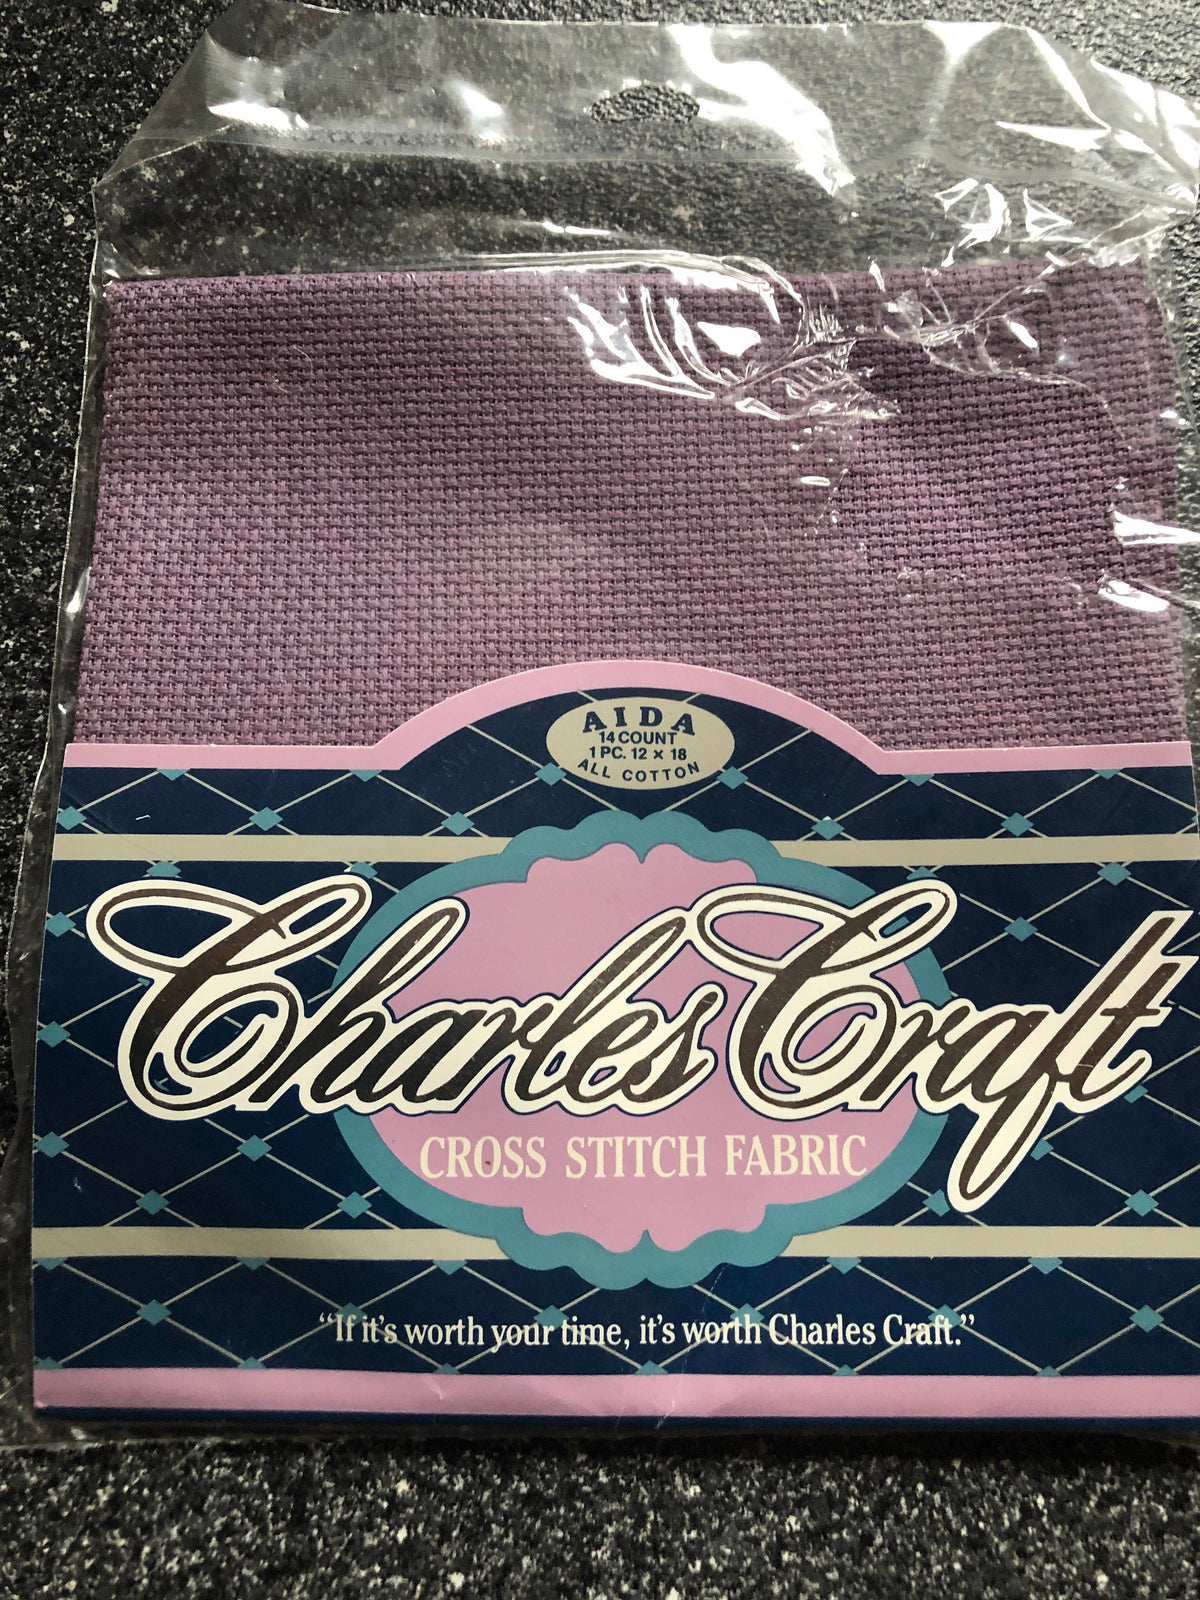 AIDA
14 COUNT
1 PC. 12 x 18
ALL COTTON
Charles Craft
CROSS STITCH FABRIC
“If it’s worth your time, it’s worth Charles Craft.”